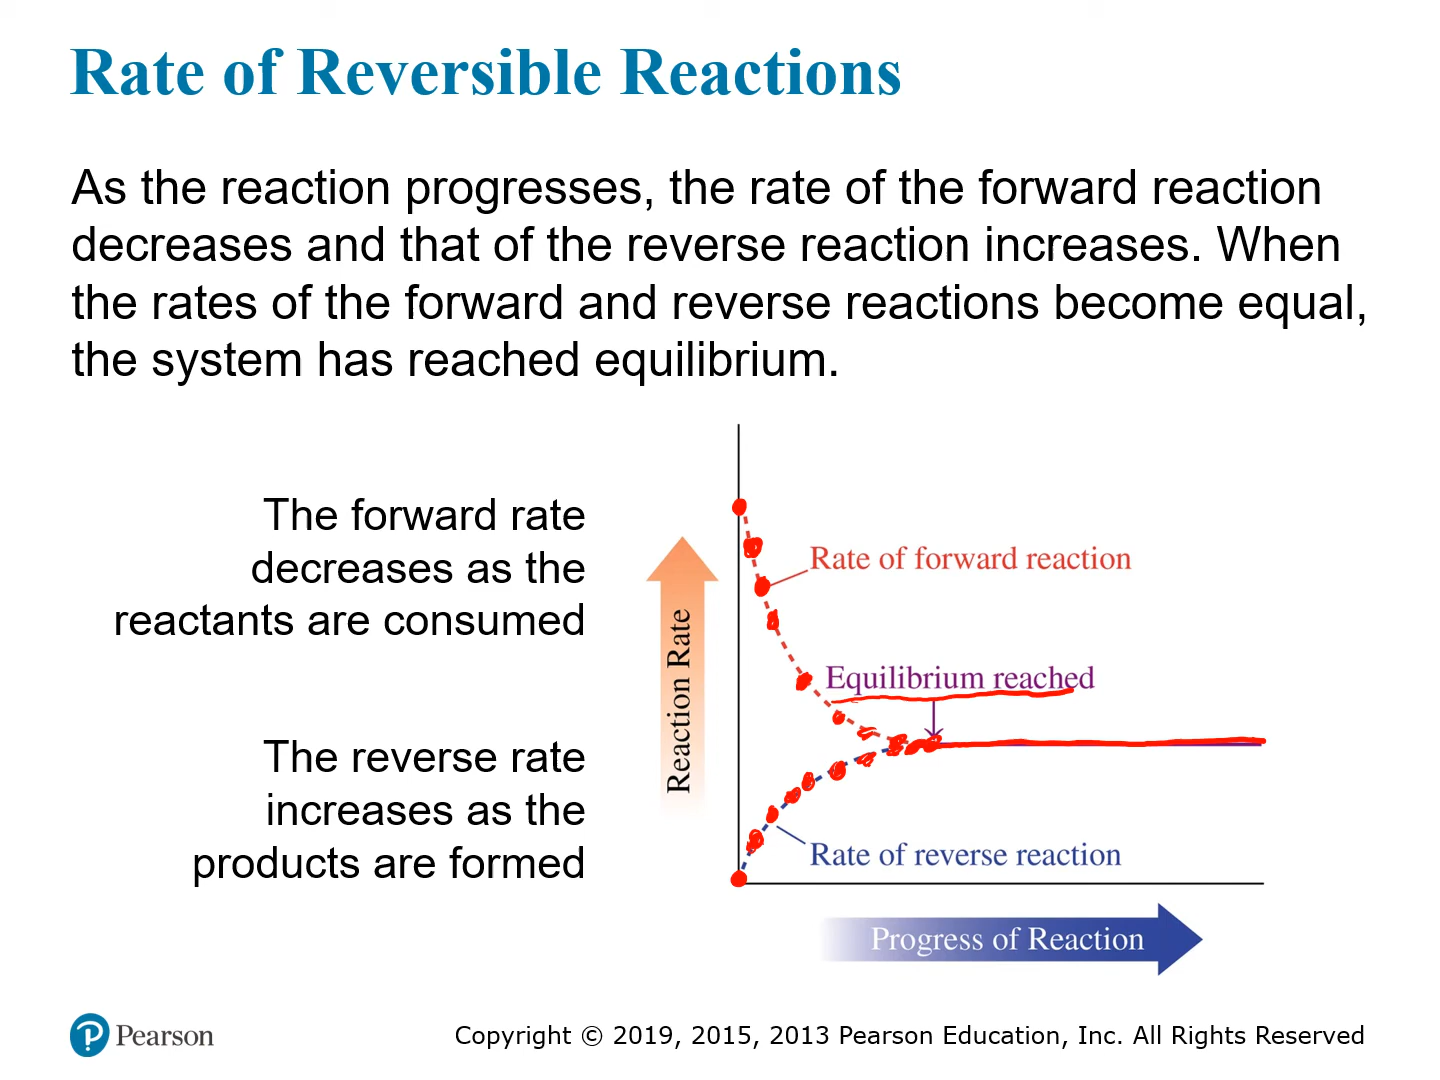 Rate of Reversible Reactions
As the reaction progresses, the rate of the forward reaction
decreases and that of the reverse reaction increases. When
the rates of the forward and reverse reactions become equal,
the system has reached equilibrium.
The forward rate
decreases as the
reactants are consumed
The reverse rate
increases as the
products are formed
Reaction Rate
Rate of forward reaction
Equilibrium reached
Rate of reverse reaction
Progress of Reaction
Pearson
Copyright © 2019, 2015, 2013 Pearson Education, Inc. All Rights Reserved